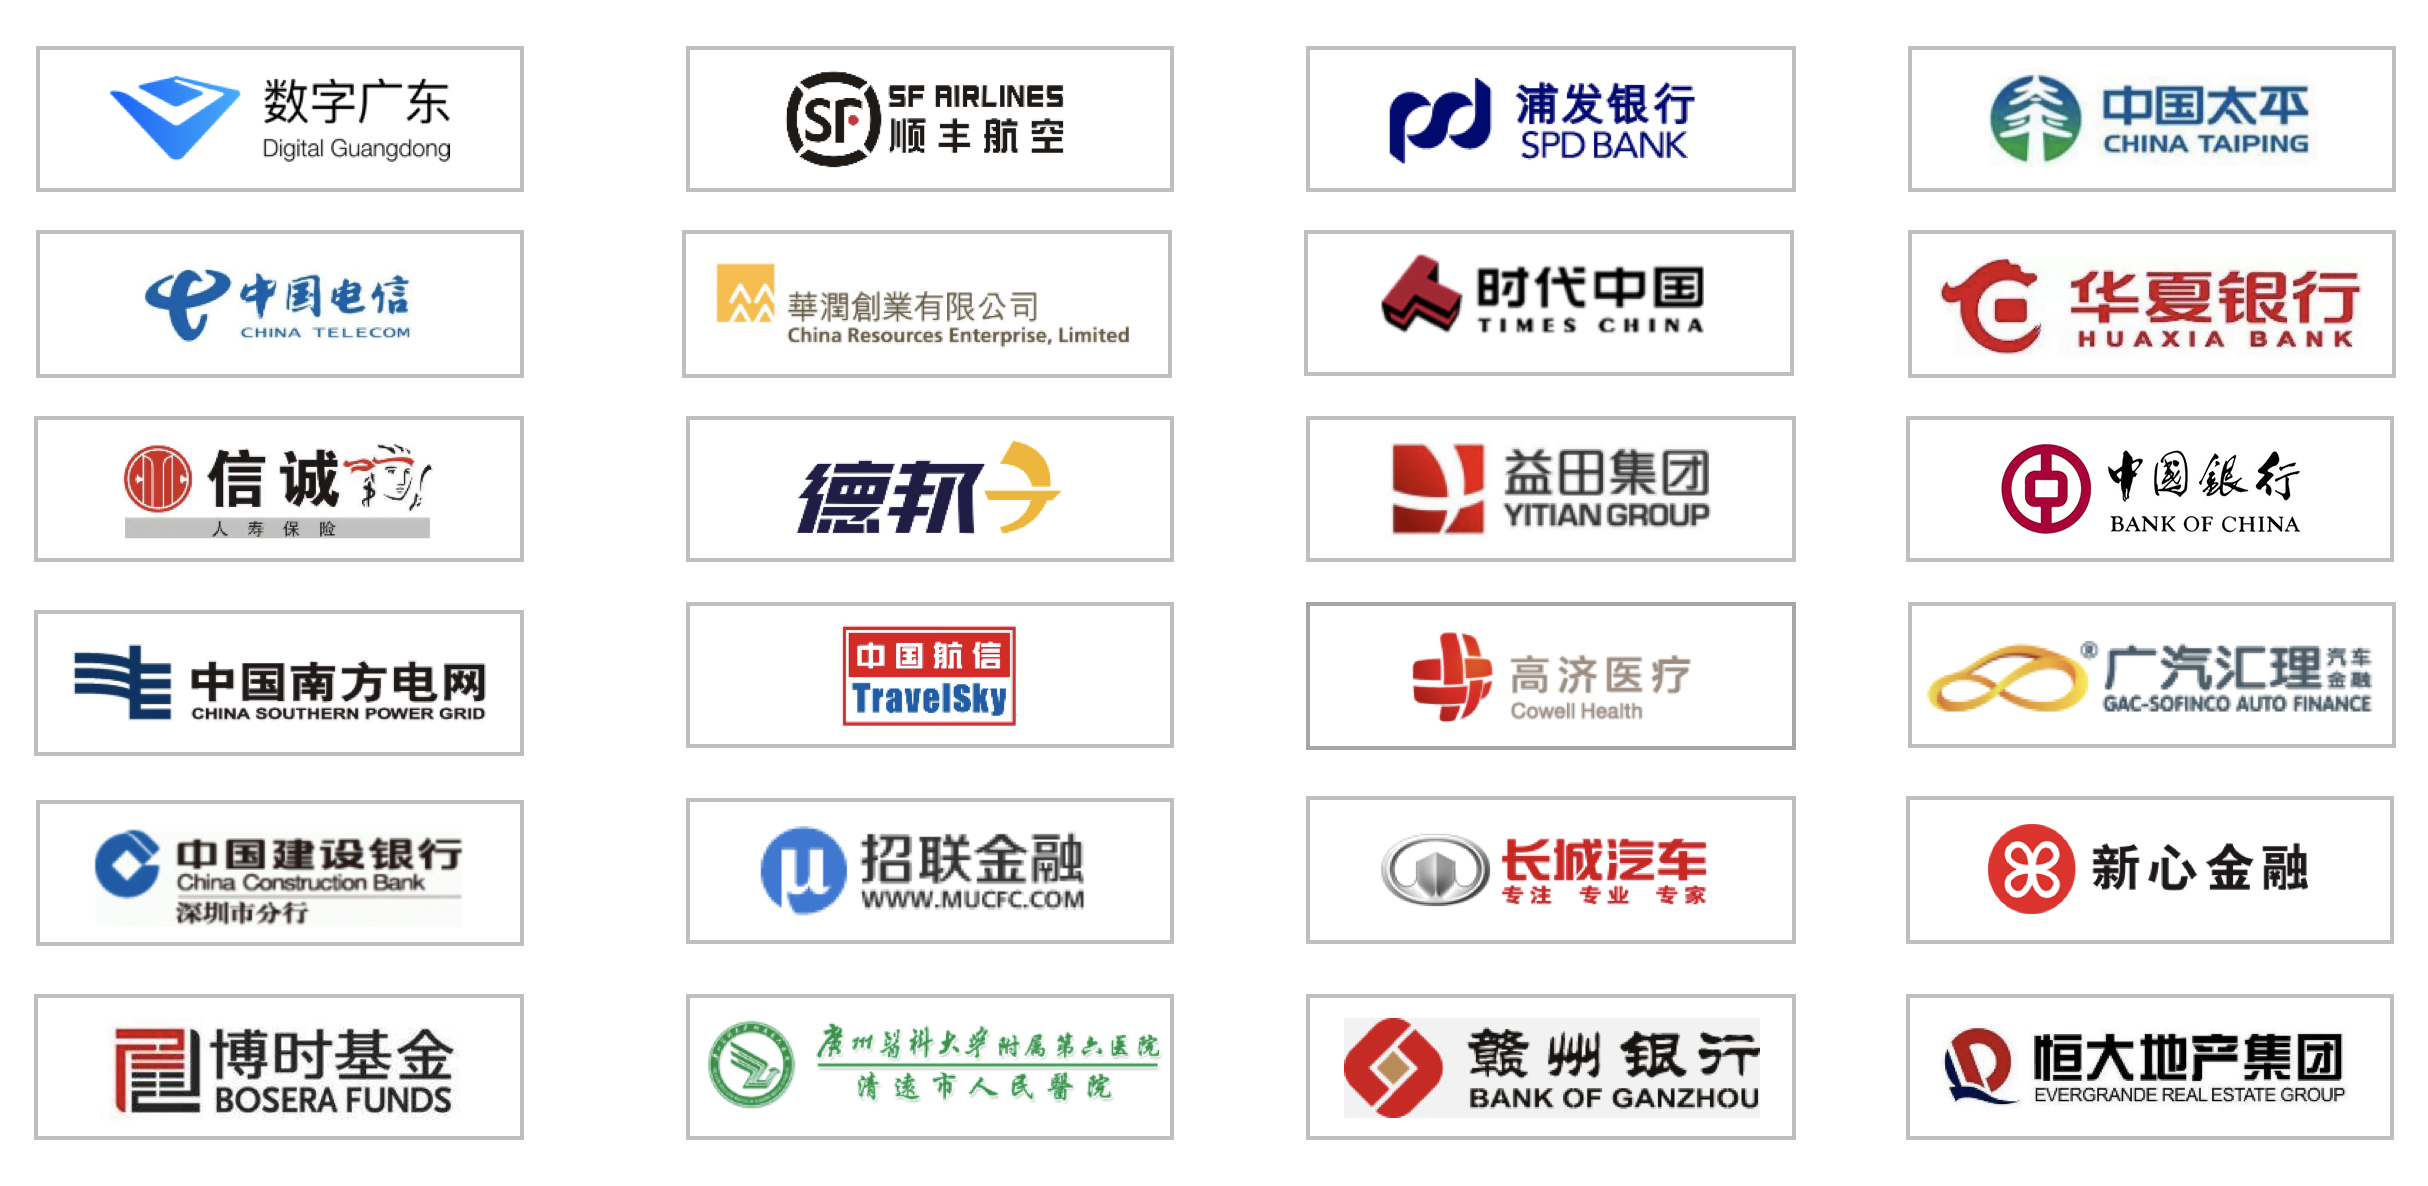 数字广东
Digital Guangdong
SF
SF AIRLINES
顺丰航空
浦发银行
SPD BANK
中国太平
CHINA TAIPING
中国电信
CHINA TELECOM
華潤創業有限公司
China Resources Enterprise, Limited
时代中国
TIMES CHINA
华夏银行
HUAXIA BANK
信诚
人寿保险
德邦
益田集团
YITIAN GROUP
中國銀行
BANK OF CHINA
中国南方电网
CHINA SOUTHERN POWER GRID
中国航信
TravelSky
高济医疗
Cowell Health
®广汽汇理汽车金融
GAC-SOFINCO AUTO FINANCE
中国建设银行
China Construction Bank
深圳市分行
μ
招联金融
WWW.MUCFC.COM
长城汽车
专注 专业 专家
新心金融
博时基金
BOSERA FUNDS
广州医科大学附属第六医院
清远市人民醫院
赣州银行
BANK OF GANZHOU
恒大地产集团
EVERGRANDE REAL ESTATE GROUP